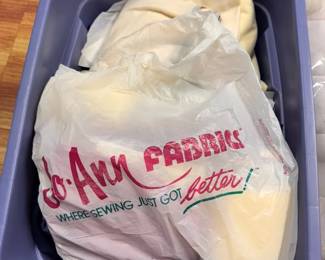 Jo-Ann FABRICS
WHERE SEWING JUST GOT better!